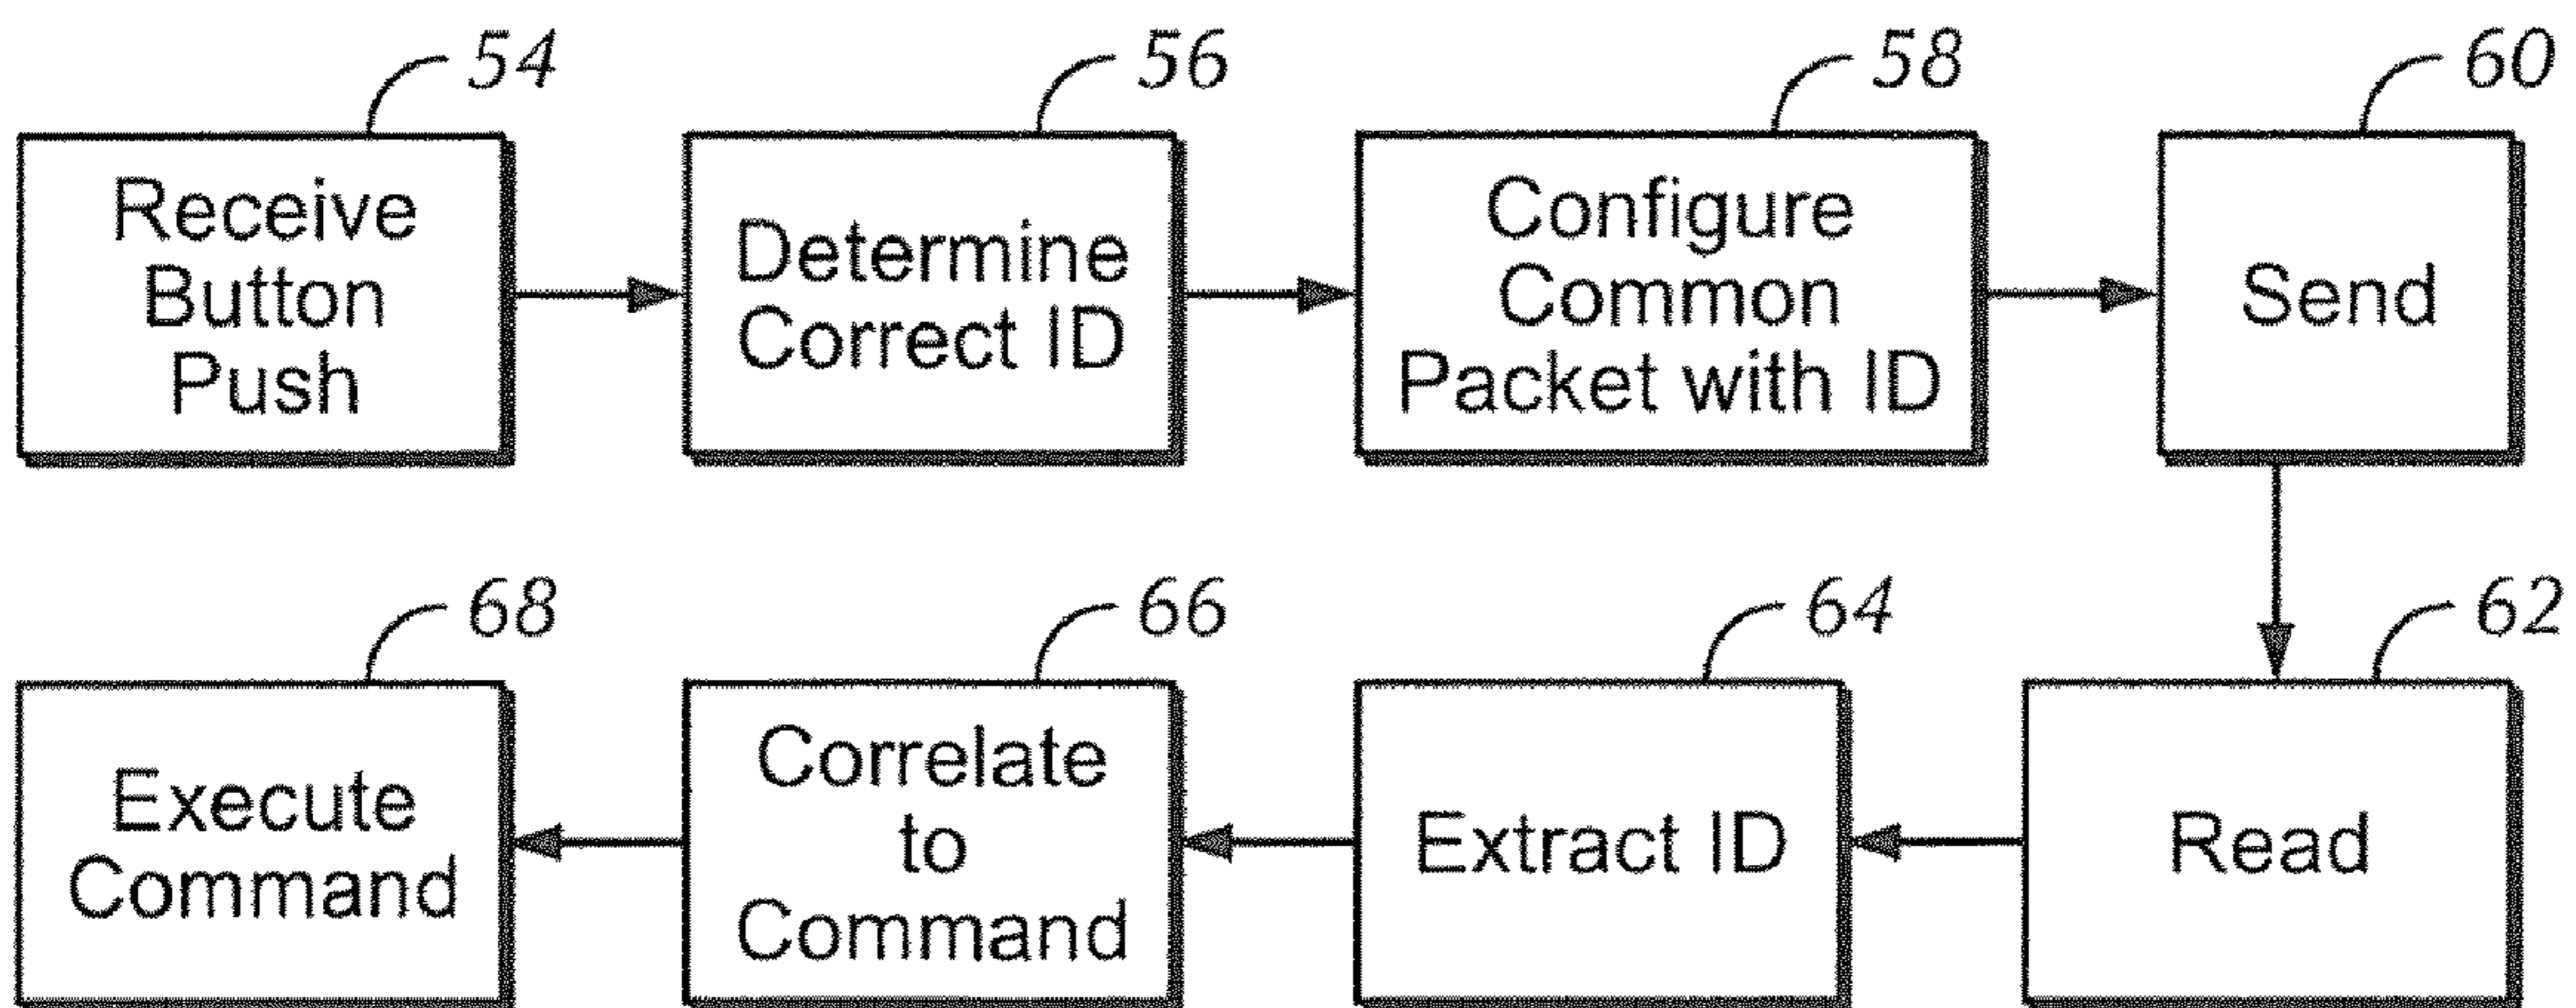 54
Receive
Button
Push
56
Determine
Correct ID
58
Configure
Common
Packet with ID
60
Send
62
Read
64
Extract ID
66
Correlate
to
Command
68
Execute
Command